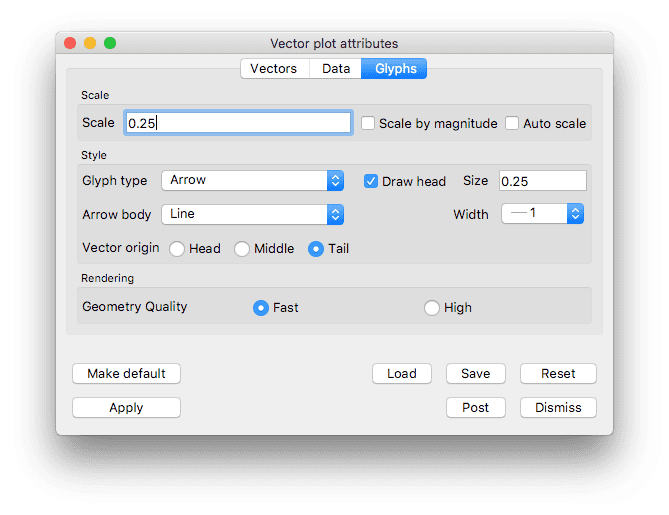 Vector plot attributes
Vectors Data Glyphs
Scale
Scale 0.25 Scale by magnitude Auto scale
Style
Glyph type Arrow Draw head Size 0.25
Arrow body Line Width 1
Vector origin Head Middle Tail
Rendering
Geometry Quality Fast High
Make default Load Save Reset
Apply Post Dismiss